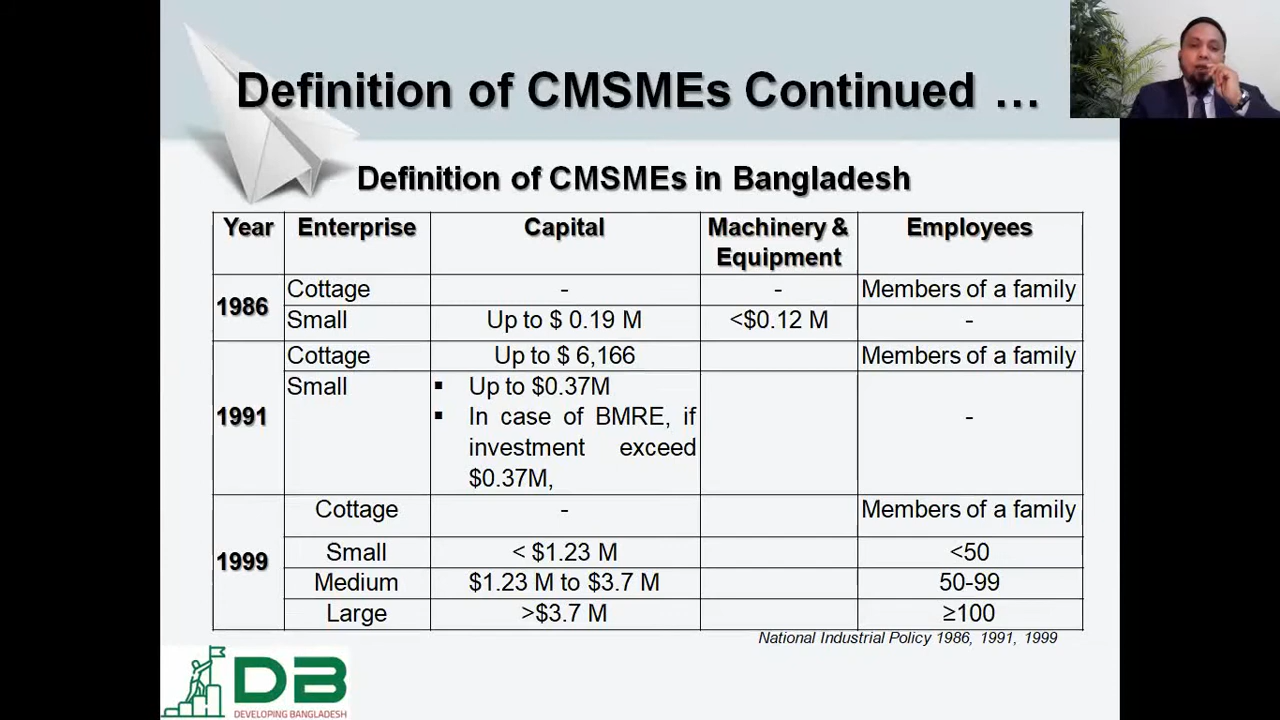 Definition of CMSMEs Continued …
Definition of CMSMEs in Bangladesh
Year Enterprise Capital Machinery & Equipment Employees
1986
Cottage - - Members of a family
Small Up to $ 0.19 M <$0.12 M -
1991
Cottage Up to $ 6,166 Members of a family
Small ▪ Up to $0.37M -
▪ In case of BMRE, if
investment exceed
$0.37M,
1999
Cottage - Members of a family
Small < $1.23 M <50
Medium $1.23 M to $3.7 M 50-99
Large >$3.7 M ≥100
National Industrial Policy 1986, 1991, 1999
DB
DEVELOPING BANGLADESH